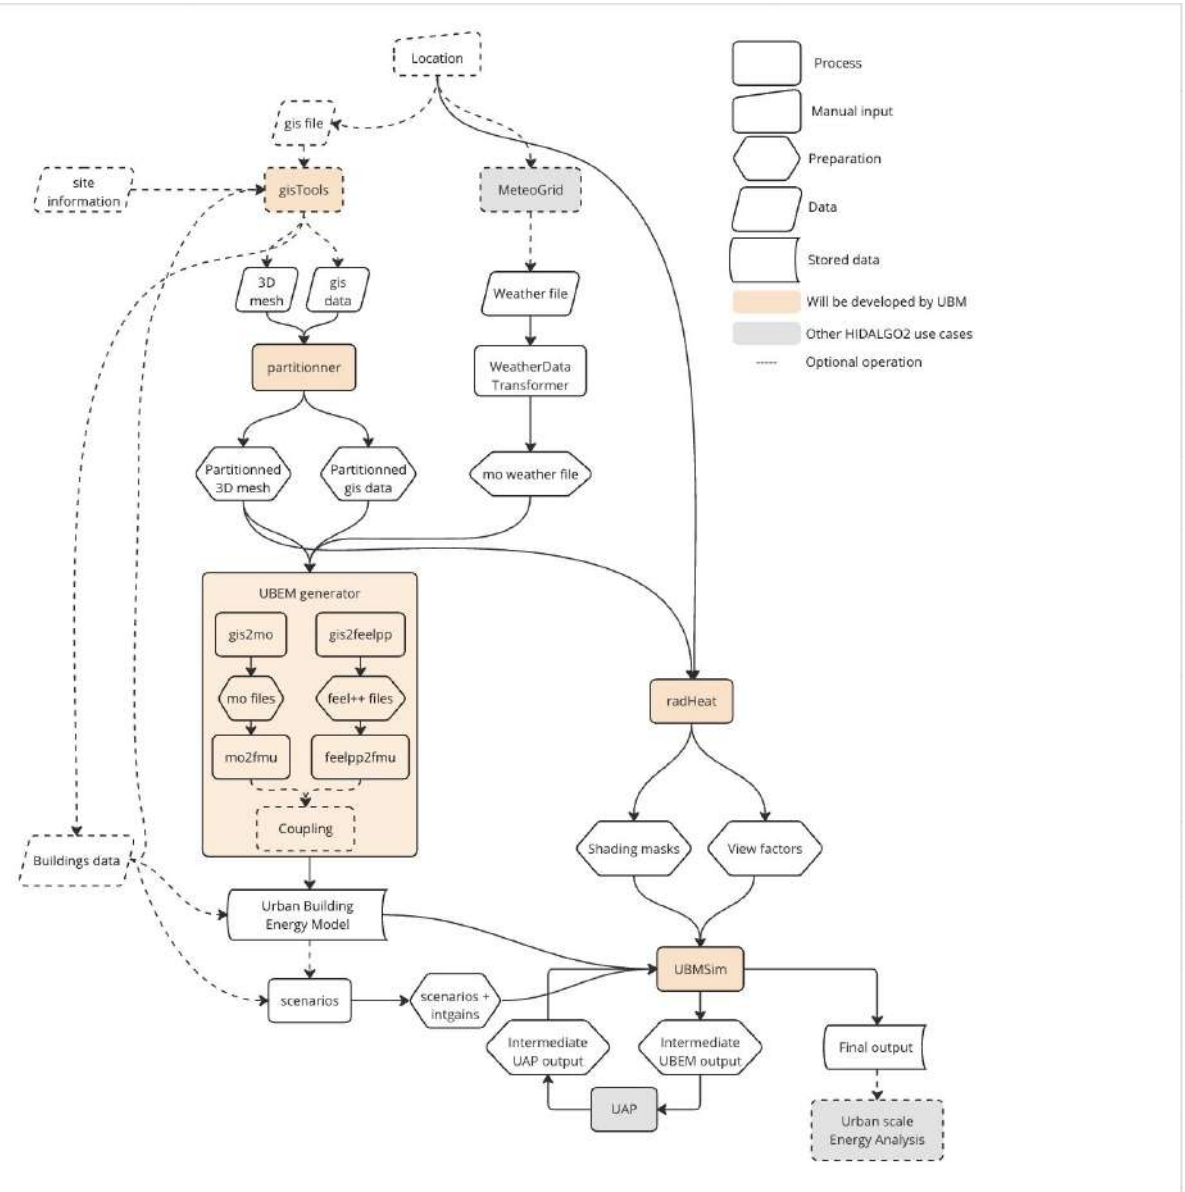 Location
Process
Manual input
gis file
Preparation
site
information
gisTools
MeteoGrid
Data
Stored data
3D
mesh
gis
data
Weather file
Will be developed by UBM
Other HIDALGO2 use cases
Optional operation
partitionner
WeatherData
Transformer
Partitionned
3D mesh
Partitionned
gis data
mo weather file
UBEM generator
gis2mo
gis2feelpp
mo files
feel++ files
radHeat
mo2fmu
feelpp2fmu
Coupling
Buildings data
Shading masks
View factors
Urban Building
Energy Model
UBMSim
scenarios
scenarios +
intgains
Intermediate
UAP output
Intermediate
UBEM output
Final output
UAP
Urban scale
Energy Analysis